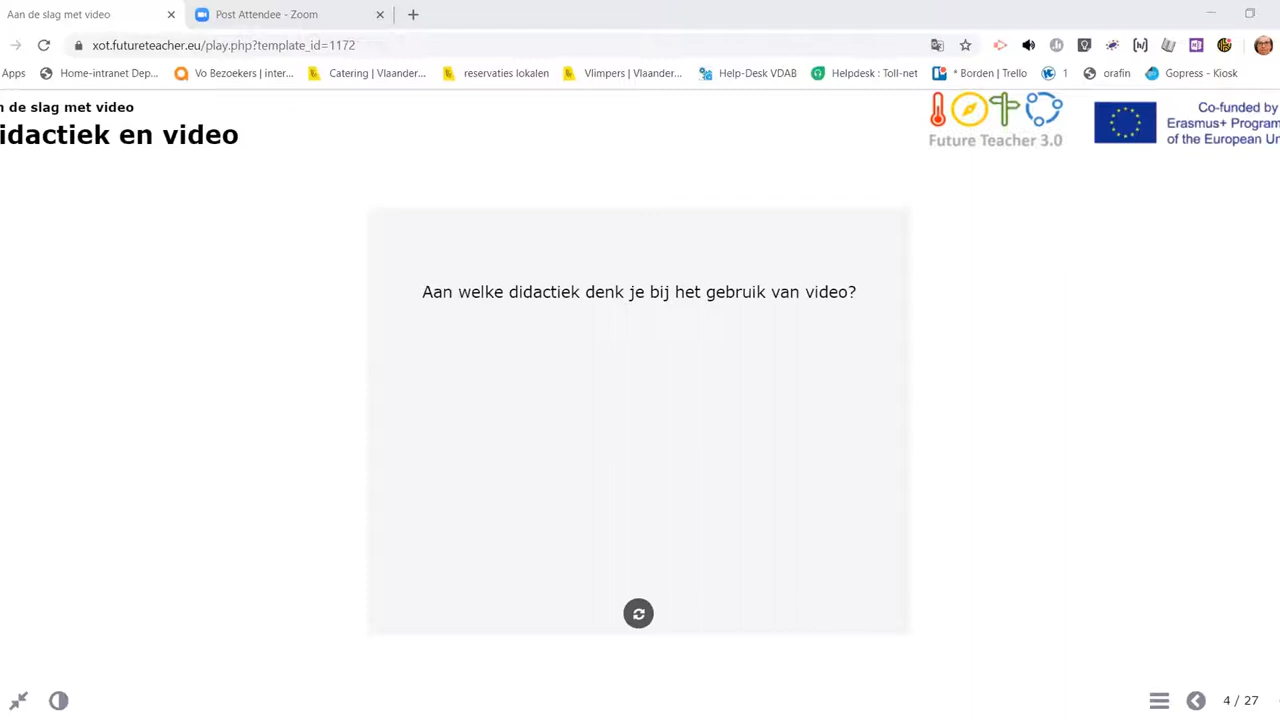 Aan de slag met video
Post Attendee - Zoom
xot.futureteacher.eu/play.php?template_id=1172
Apps
Home-intranet Dep...
Vo Bezoekers | inter...
Catering | Vlaander...
reservaties lokalen
Vlimpers | Vlaander...
Help-Desk VDAB
Helpdesk : Toll-net
* Borden | Trello
1
orafin
Gopress - Kiosk
n de slag met video
idactiek en video
Future Teacher 3.0
Co-funded by
Erasmus+ Program
of the European Un
Aan welke didactiek denk je bij het gebruik van video?
4 / 27